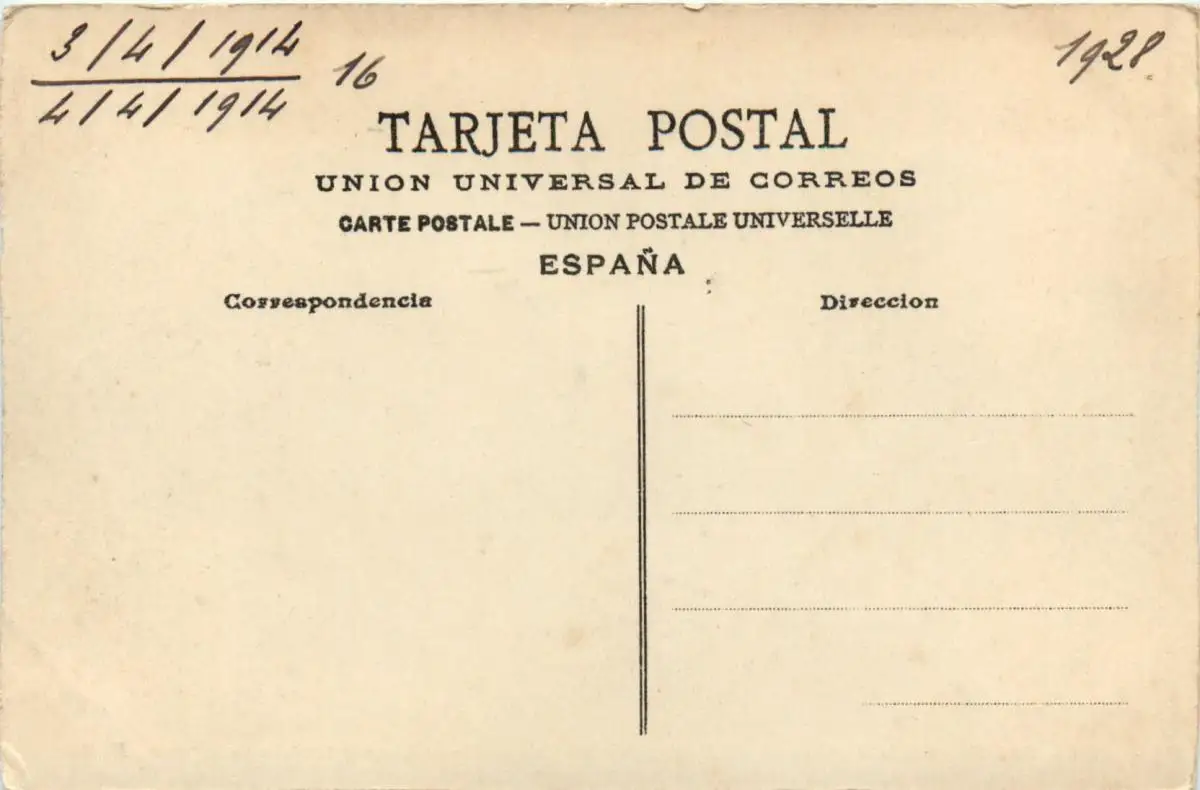 3/4/1914
4/4/1914
16
1928
TARJETA POSTAL
UNION UNIVERSAL DE CORREOS
CARTE POSTALE — UNION POSTALE UNIVERSELLE
ESPAÑA
Correspondencia
Direccion